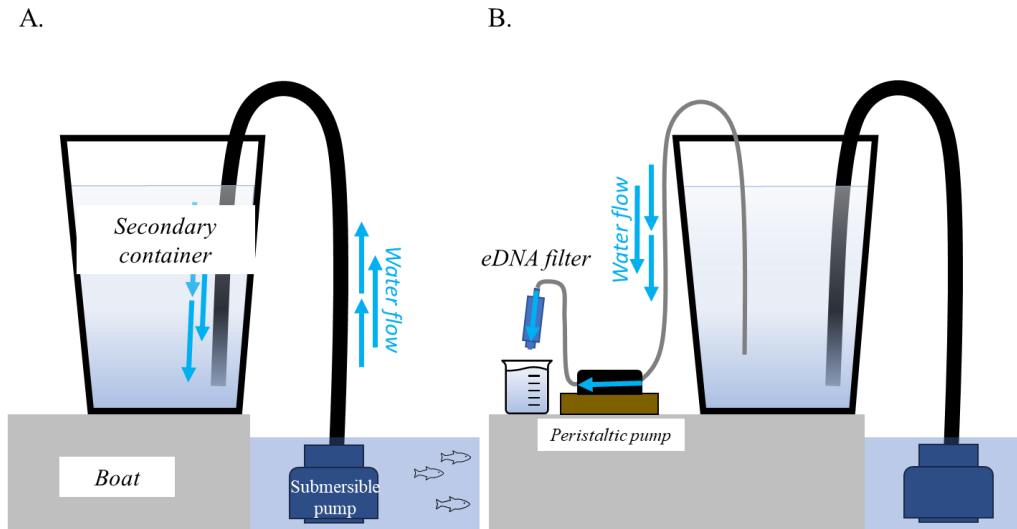 A.
Secondary
container
Water flow
Boat
Submersible
pump
B.
Water flow
eDNA filter
Peristaltic pump